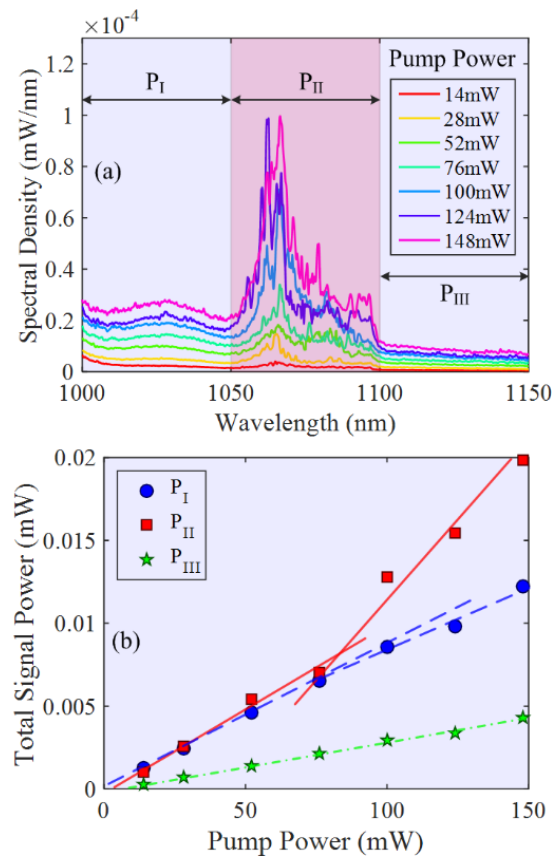 ×10⁻⁴
1.2
1
0.8
0.6
0.4
0.2
0
Spectral Density (mW/nm)
P_I
P_II
P_III
(a)
Pump Power
14mW
28mW
52mW
76mW
100mW
124mW
148mW
1000 1050 1100 1150
Wavelength (nm)
0.02
0.015
0.01
0.005
0
Total Signal Power (mW)
P_I
P_II
P_III
(b)
0 50 100 150
Pump Power (mW)